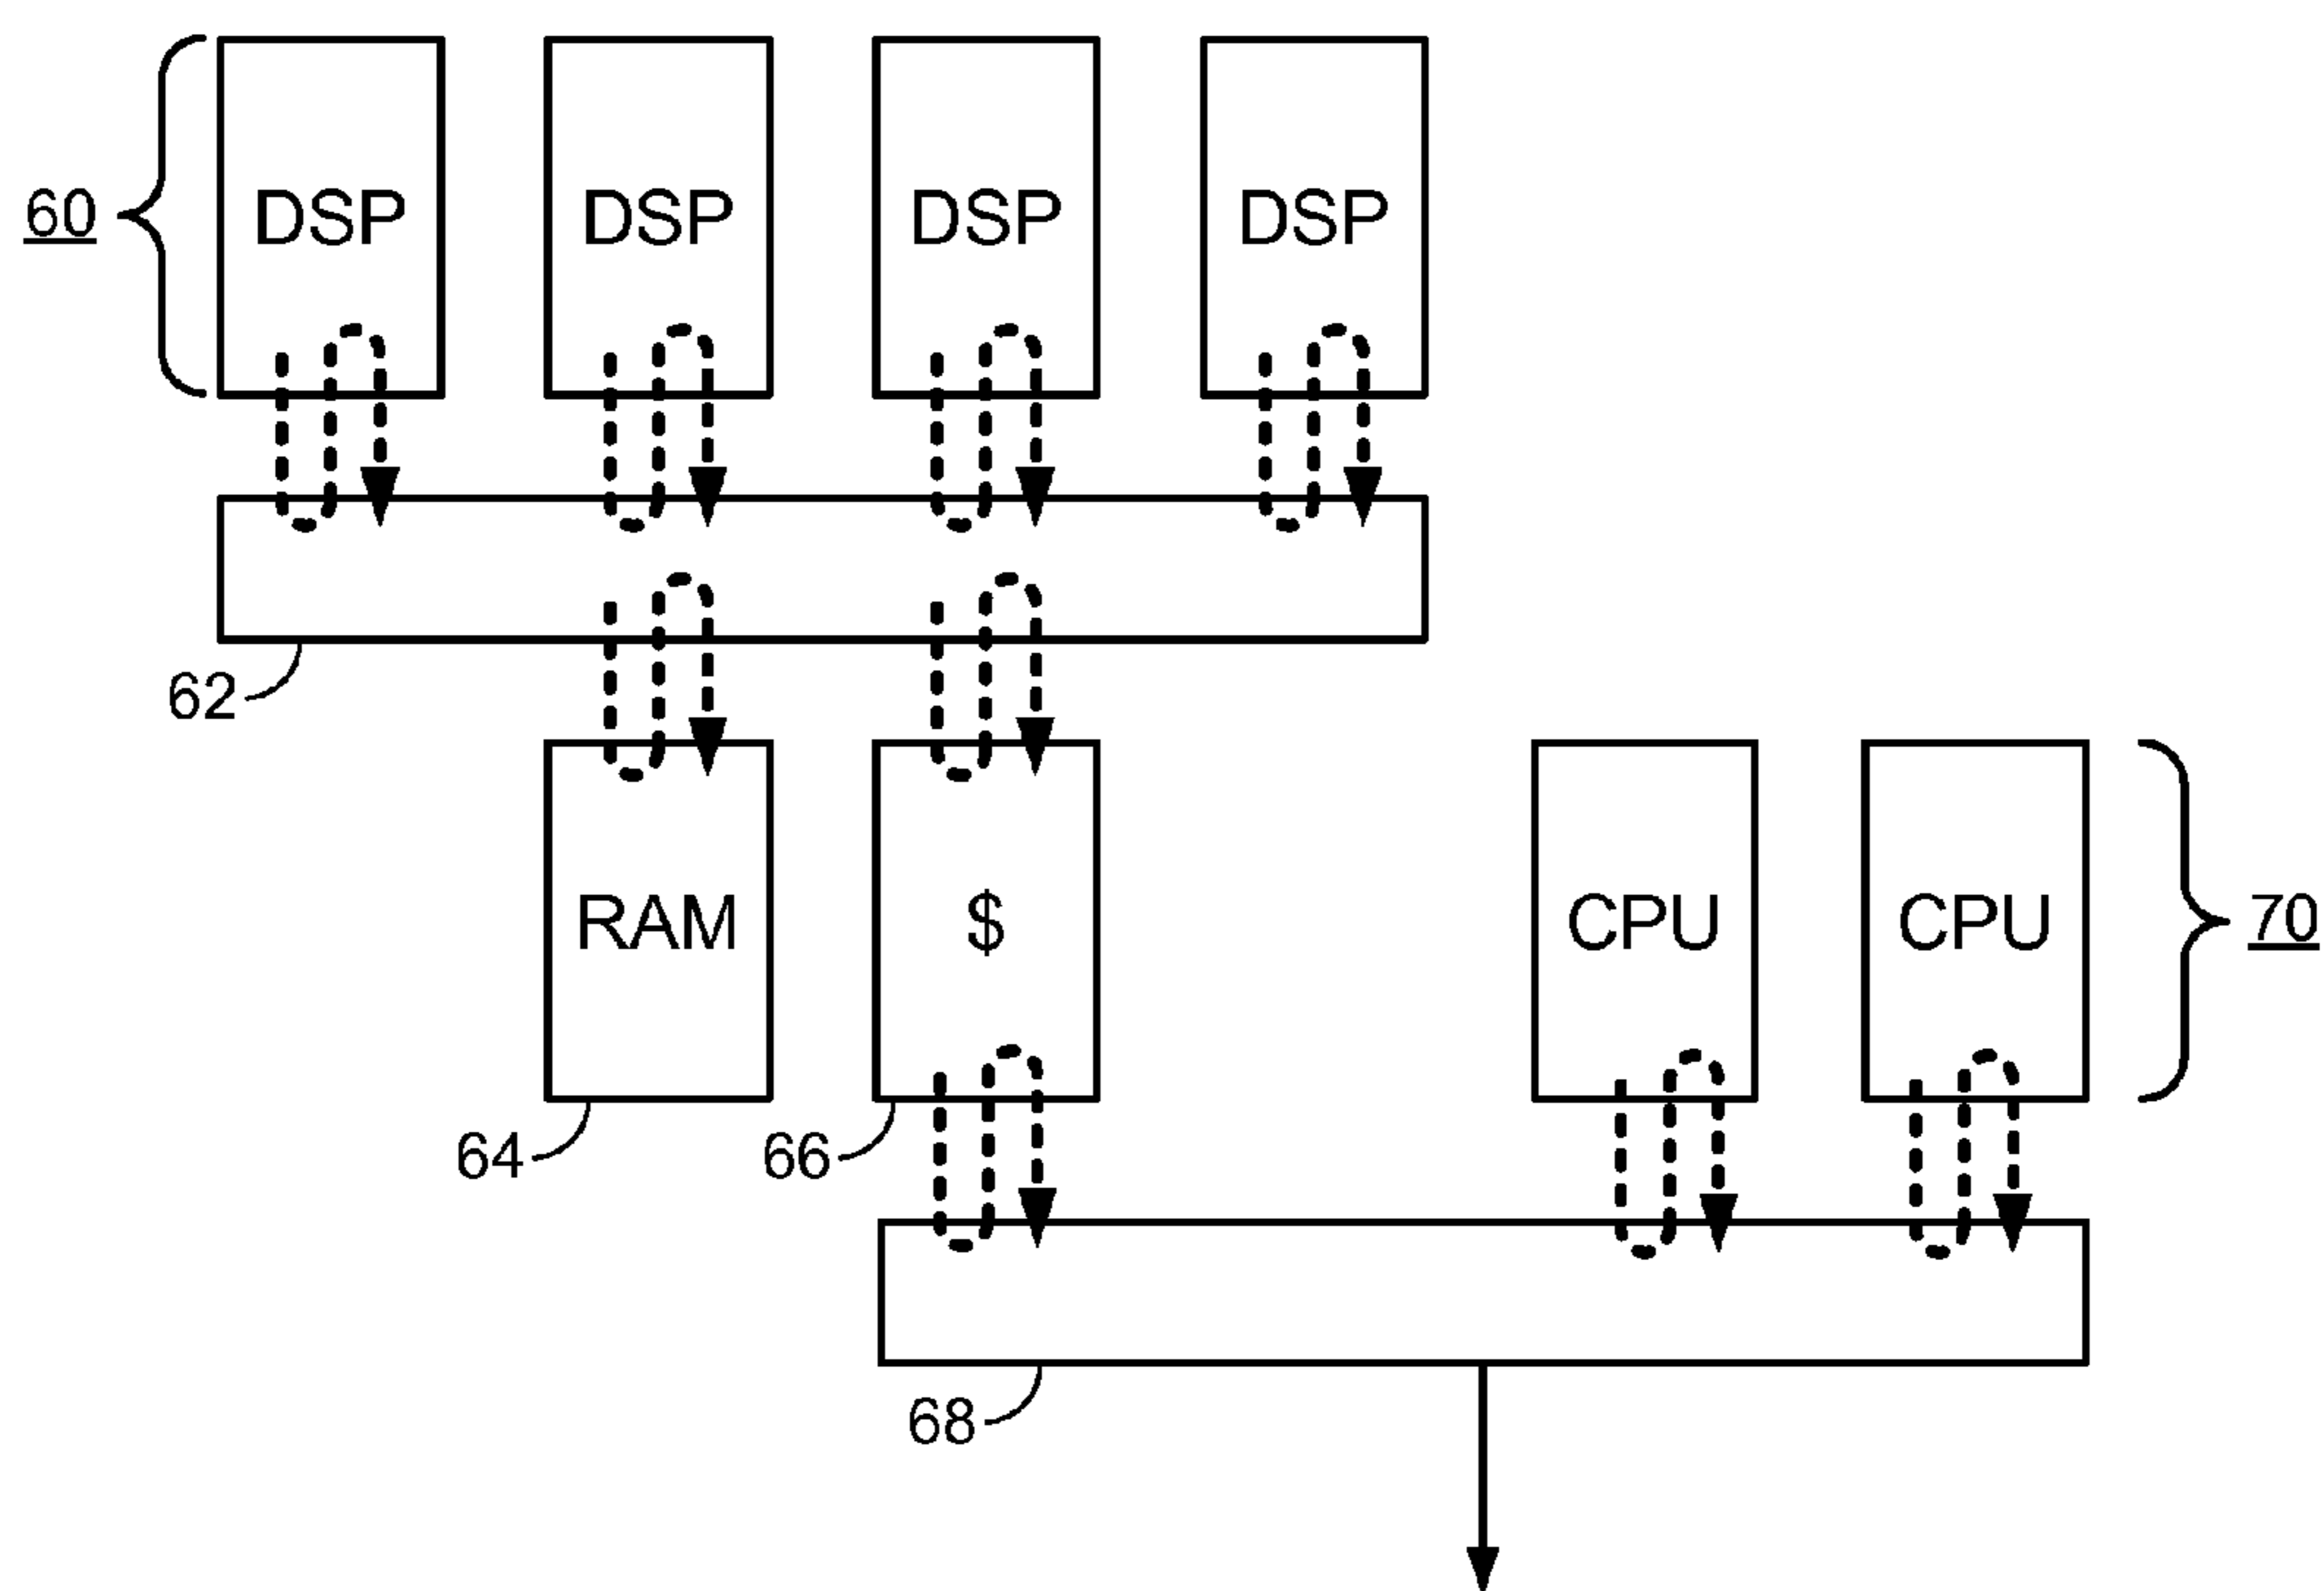 60 DSP DSP DSP DSP
62
RAM $ CPU CPU 70
64 66
68